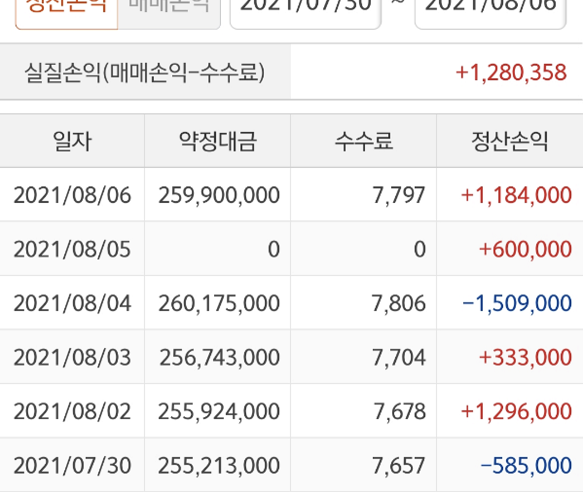 정산손익 매매손익 2021/07/30 ~ 2021/08/06
실질손익(매매손익-수수료) +1,280,358
일자 약정대금 수수료 정산손익
2021/08/06 259,900,000 7,797 +1,184,000
2021/08/05 0 0 +600,000
2021/08/04 260,175,000 7,806 -1,509,000
2021/08/03 256,743,000 7,704 +333,000
2021/08/02 255,924,000 7,678 +1,296,000
2021/07/30 255,213,000 7,657 -585,000